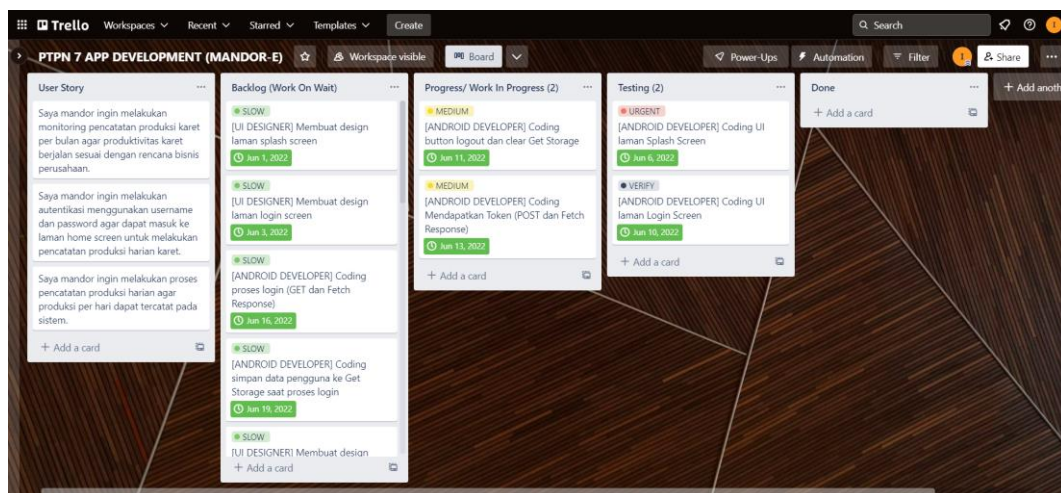 Trello
Workspaces
Recent
Starred
Templates
Create
Search
PTPN 7 APP DEVELOPMENT (MANDOR-E)
Workspace visible
Board
Power-Ups
Automation
Filter
Share
User Story
Saya mandor ingin melakukan
monitoring pencatatan produksi karet
per bulan agar produktivitas karet
berjalan sesuai dengan rencana bisnis
perusahaan.
Saya mandor ingin melakukan
autentikasi menggunakan username
dan password agar dapat masuk ke
laman home screen untuk melakukan
pencatatan produksi harian karet.
Saya mandor ingin melakukan proses
pencatatan produksi harian agar
produksi per hari dapat tercatat pada
sistem.
+ Add a card
Backlog (Work On Wait)
SLOW
[UI DESIGNER] Membuat design
laman splash screen
Jun 1, 2022
SLOW
[UI DESIGNER] Membuat design
laman login screen
Jun 3, 2022
SLOW
[ANDROID DEVELOPER] Coding
proses login (GET dan Fetch
Response)
Jun 16, 2022
SLOW
[ANDROID DEVELOPER] Coding
simpan data pengguna ke Get
Storage saat proses login
Jun 19, 2022
SLOW
[UI DESIGNER] Membuat design
+ Add a card
Progress/ Work In Progress (2)
MEDIUM
[ANDROID DEVELOPER] Coding
button logout dan clear Get Storage
Jun 11, 2022
MEDIUM
[ANDROID DEVELOPER] Coding
Mendapatkan Token (POST dan Fetch
Response)
Jun 13, 2022
+ Add a card
Testing (2)
URGENT
[ANDROID DEVELOPER] Coding UI
laman Splash Screen
Jun 6, 2022
VERIFY
[ANDROID DEVELOPER] Coding UI
laman Login Screen
Jun 10, 2022
+ Add a card
Done
+ Add a card
+ Add anoth